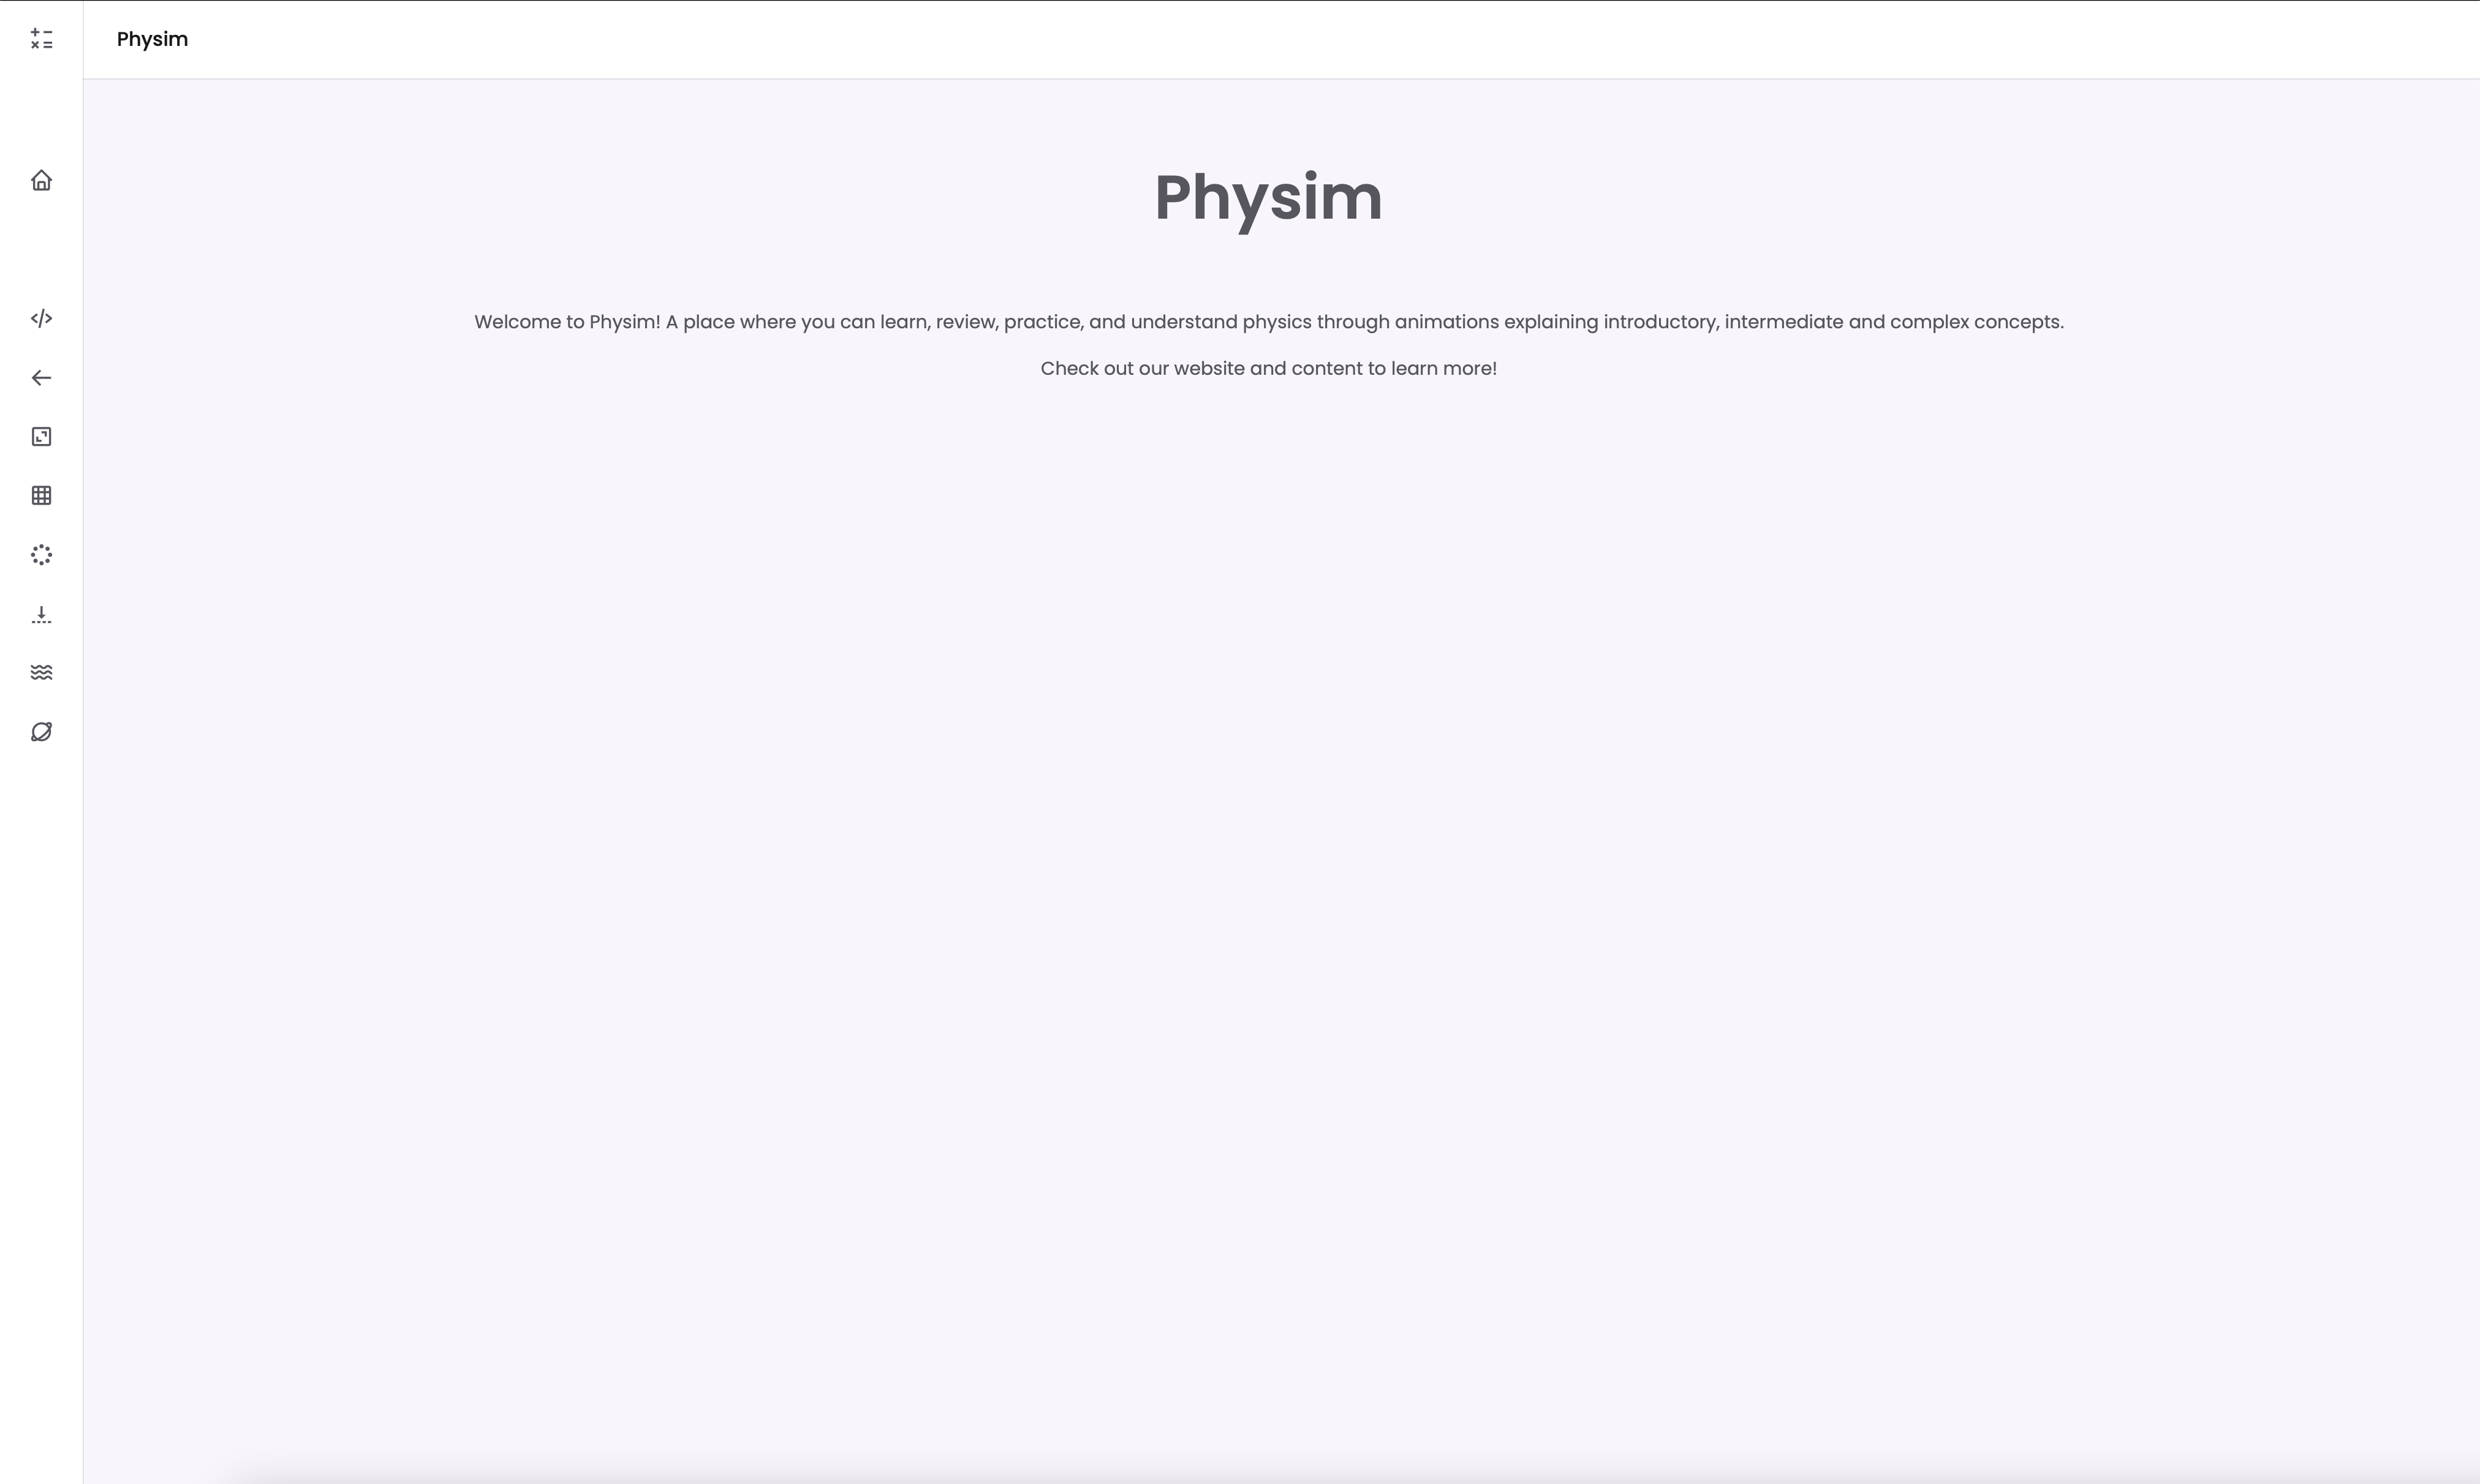 Physim
Physim
Welcome to Physim! A place where you can learn, review, practice, and understand physics through animations explaining introductory, intermediate and complex concepts.
Check out our website and content to learn more!